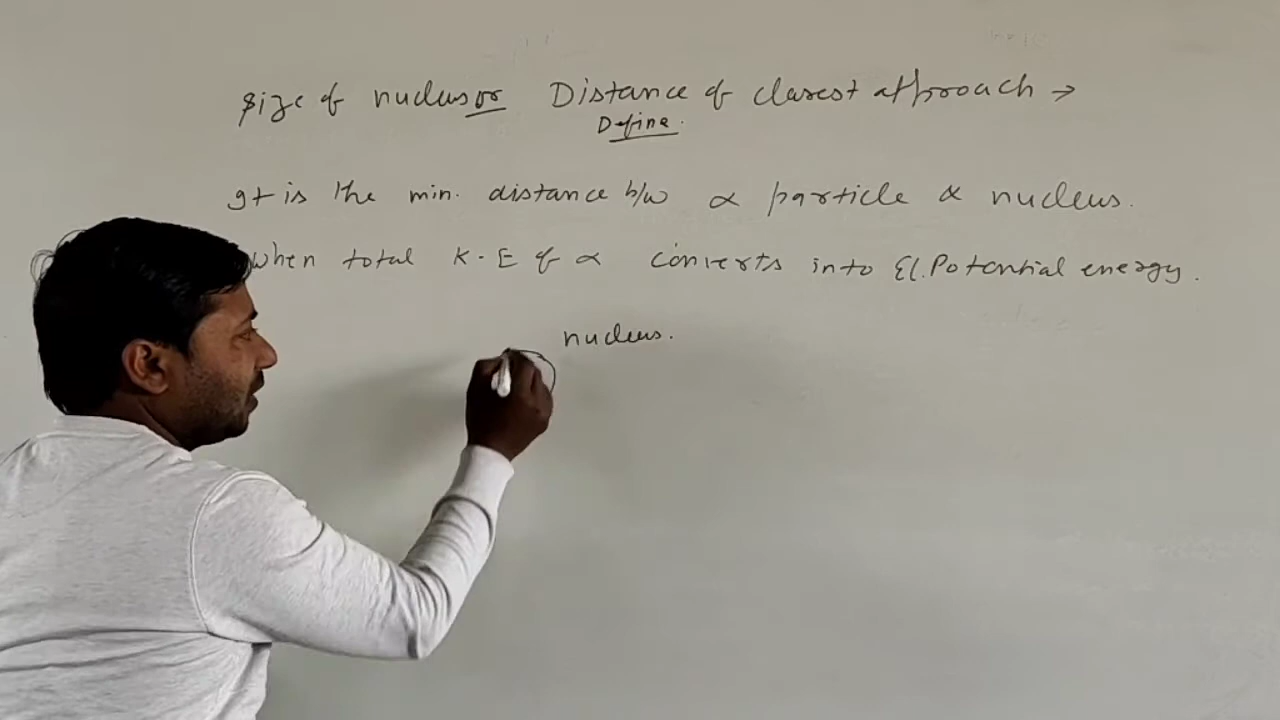 Size of nucleus or Distance of closest approach →
Define.
It is the min. distance b/w α particle & nucleus.
When total K.E of α converts into El. Potential energy.
nucleus.